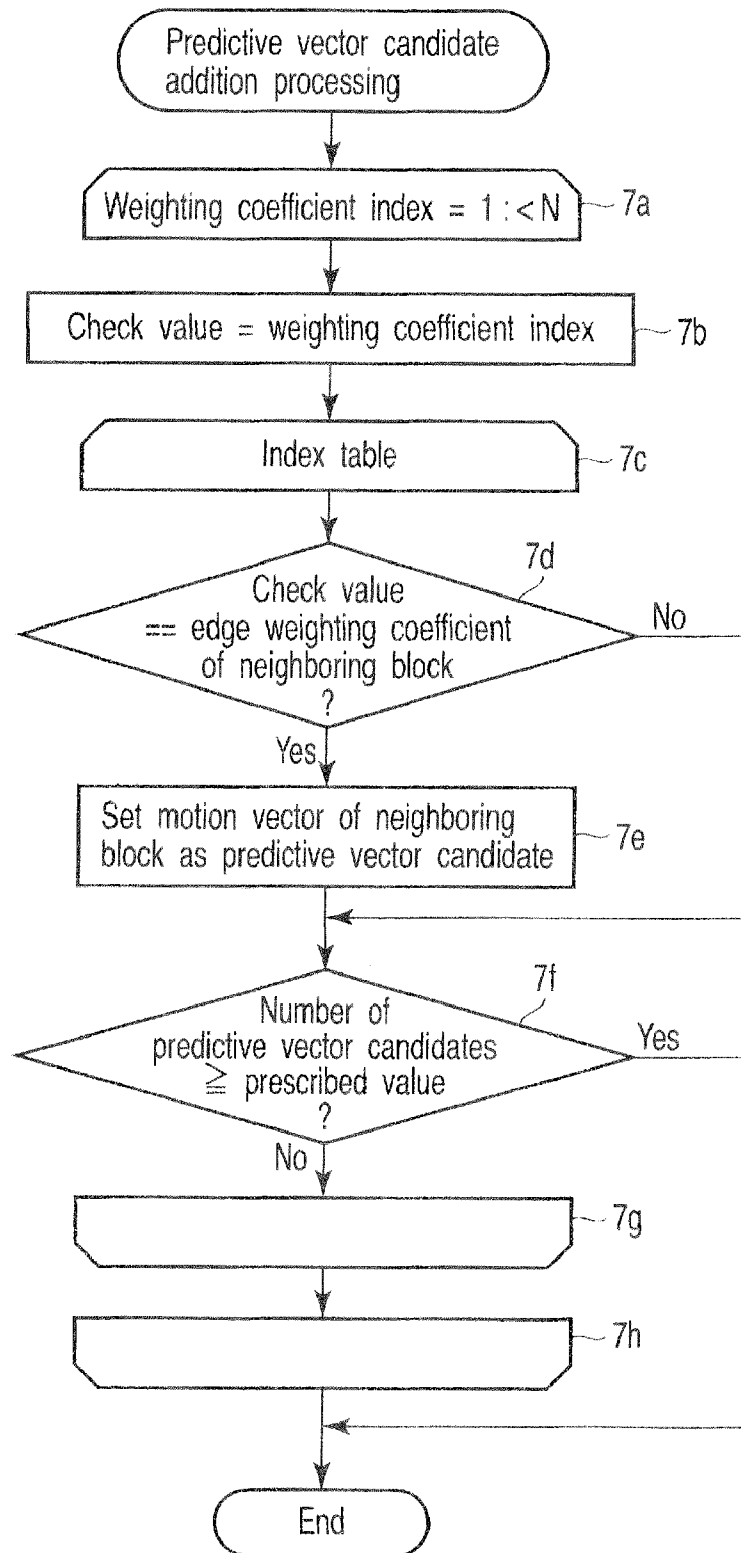 Predictive vector candidate
addition processing
Weighting coefficient index = 1 : < N
7a
Check value = weighting coefficient index
7b
Index table
7c
7d
Check value
== edge weighting coefficient
of neighboring block
?
No
Yes
Set motion vector of neighboring
block as predictive vector candidate
7e
7f
Number of
predictive vector candidates
≧ prescribed value
?
Yes
No
7g
7h
End